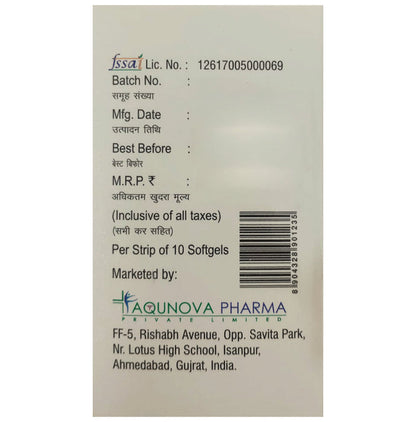 fssai Lic. No. : 12617005000069
Batch No. :
समूह संख्या
Mfg. Date :
उत्पादन तिथि
Best Before :
बेस्ट बिफोर
M.R.P. ₹ :
अधिकतम खुदरा मूल्य
(Inclusive of all taxes)
(सभी कर सहित)
Per Strip of 10 Softgels
8904328901235
Marketed by:
AQUNOVA PHARMA
PRIVATE LIMITED
FF-5, Rishabh Avenue, Opp. Savita Park,
Nr. Lotus High School, Isanpur,
Ahmedabad, Gujrat, India.